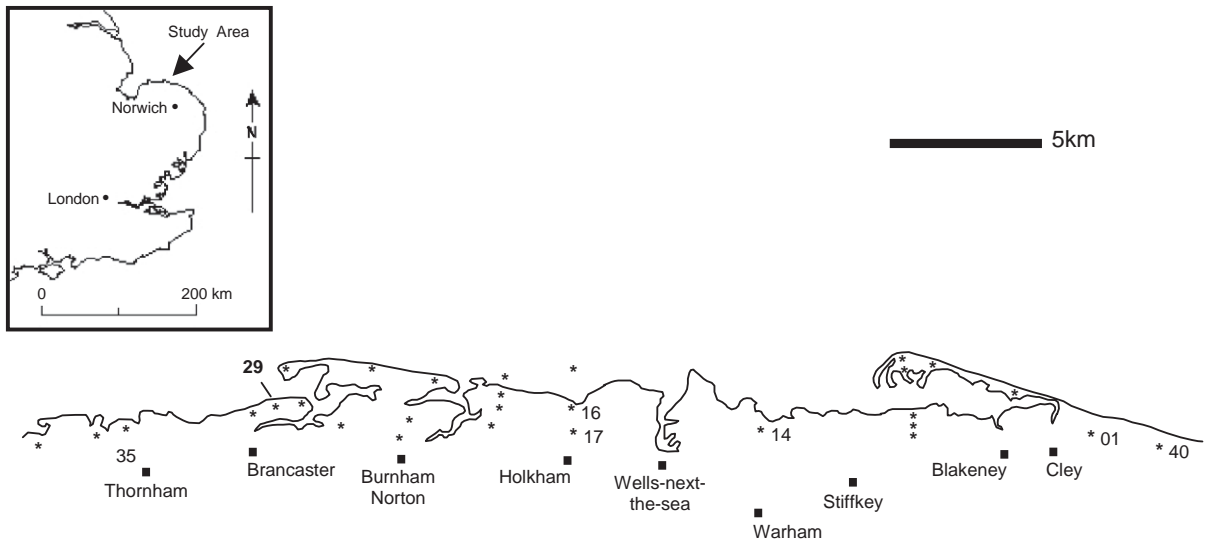 Study Area
Norwich
N
London
0 200 km
5km
29
16
17
14
01
40
35
Thornham
Brancaster
Burnham
Norton
Holkham
Wells-next-
the-sea
Warham
Stiffkey
Blakeney
Cley